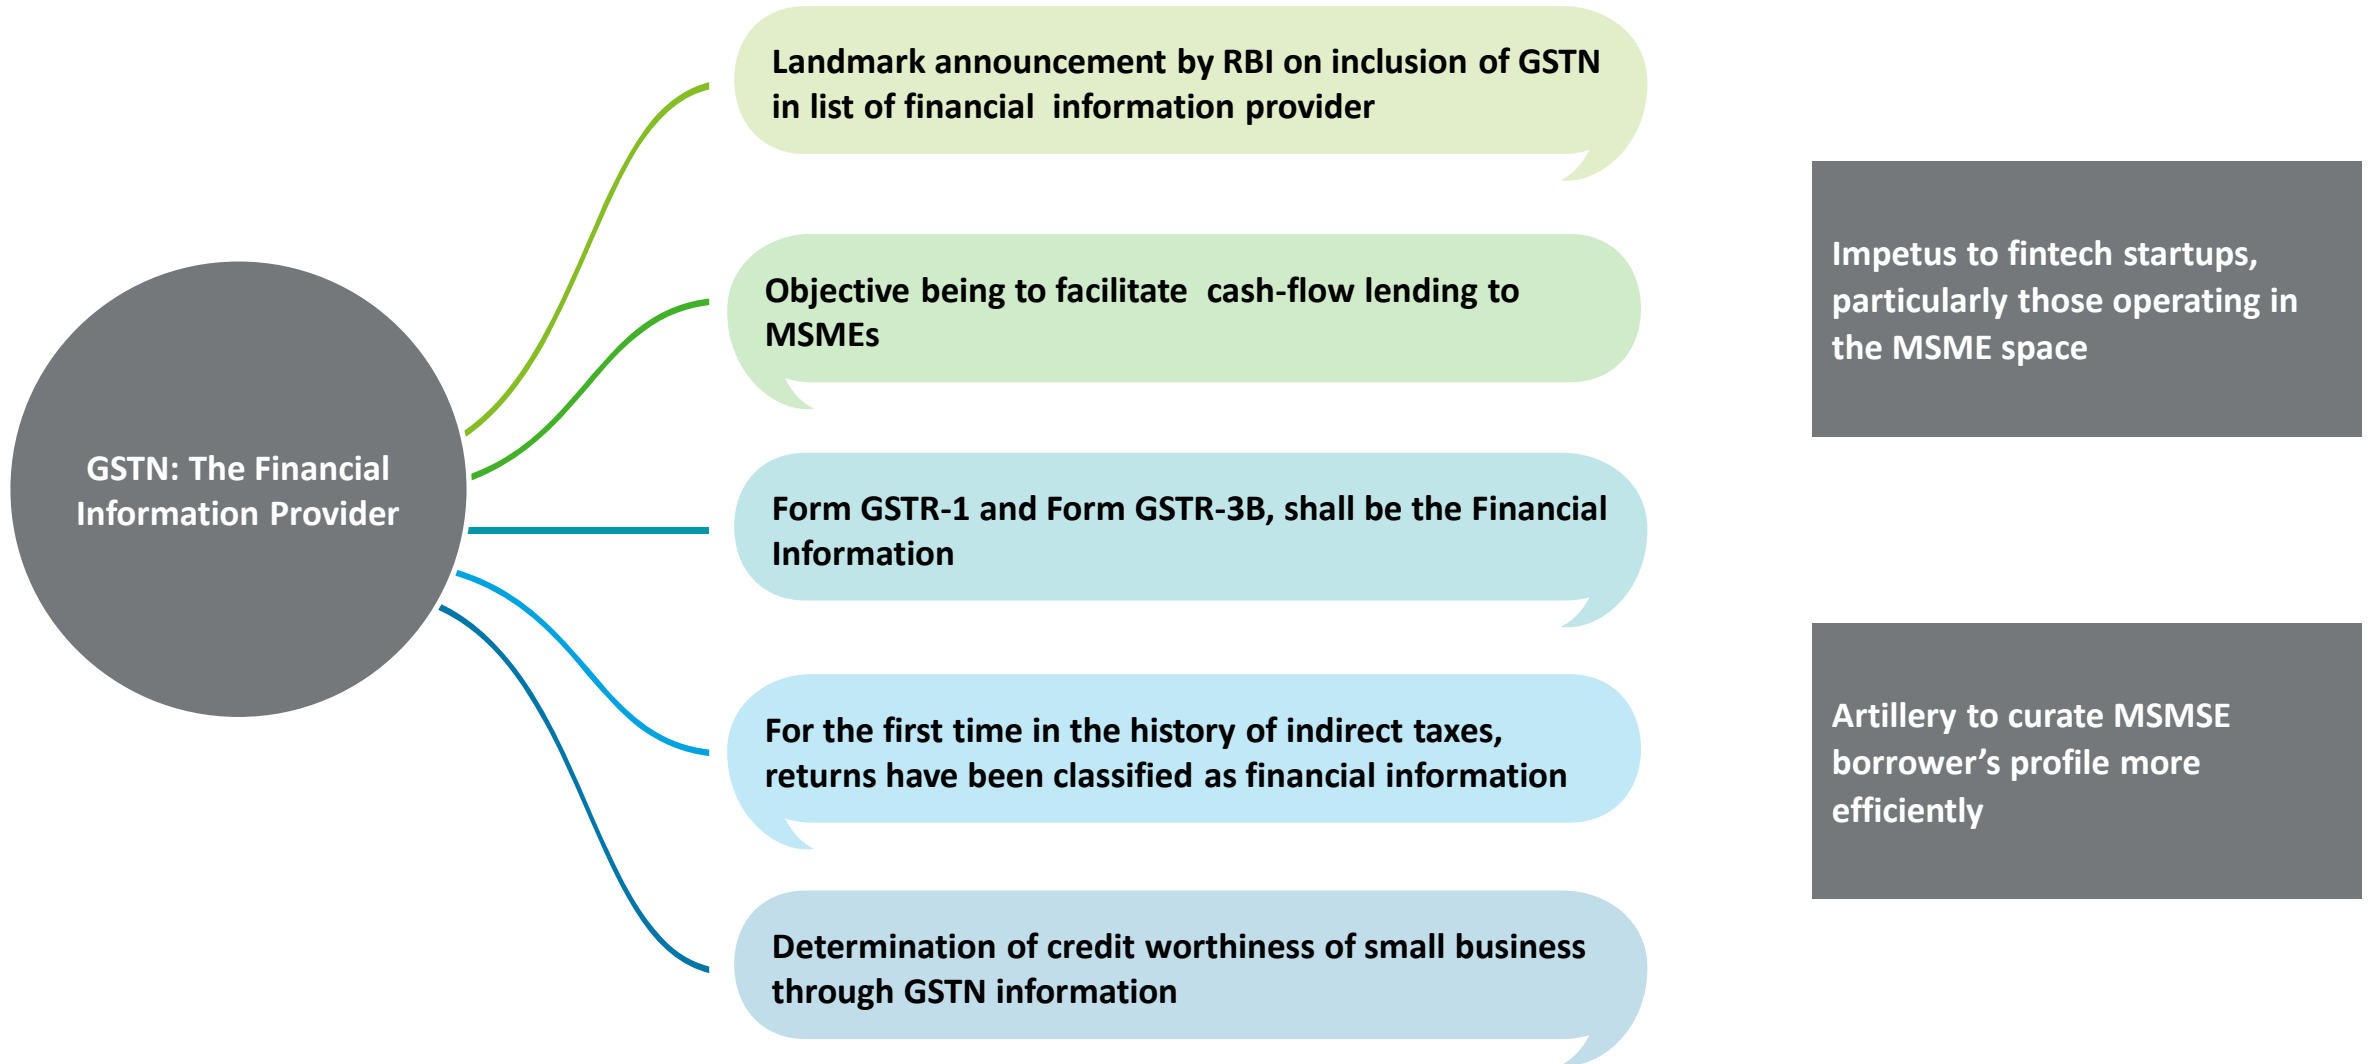 GSTN: The Financial
Information Provider
Landmark announcement by RBI on inclusion of GSTN
in list of financial  information provider
Objective being to facilitate  cash-flow lending to
MSMEs
Form GSTR-1 and Form GSTR-3B, shall be the Financial
Information
For the first time in the history of indirect taxes,
returns have been classified as financial information
Determination of credit worthiness of small business
through GSTN information
Impetus to fintech startups,
particularly those operating in
the MSME space
Artillery to curate MSMSE
borrower’s profile more
efficiently